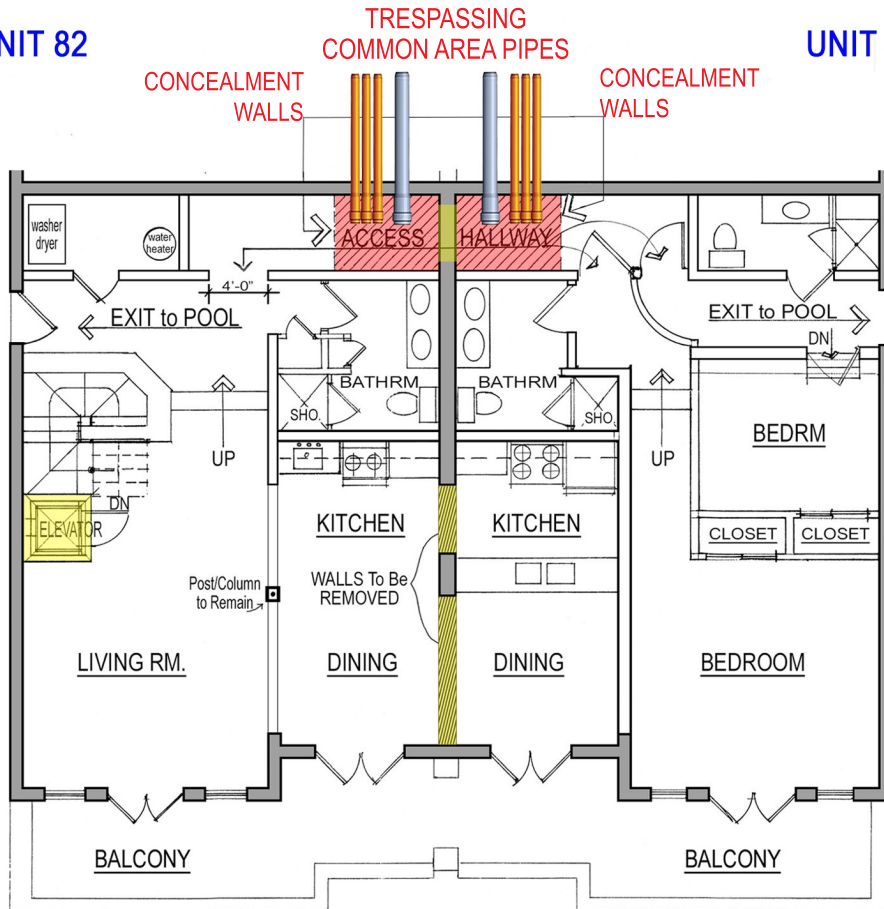 TRESPASSING
COMMON AREA PIPES
NIT 82
UNIT
CONCEALMENT
WALLS
CONCEALMENT
WALLS
washer
dryer
water
heater
ACCESS
HALLWAY
4'-0"
EXIT to POOL
EXIT to POOL
DN
BATHRM
BATHRM
SHO.
SHO.
UP
UP
BEDRM
DN
ELEVATOR
KITCHEN
KITCHEN
CLOSET
CLOSET
WALLS To Be
REMOVED
Post/Column
to Remain
LIVING RM.
DINING
DINING
BEDROOM
BALCONY
BALCONY